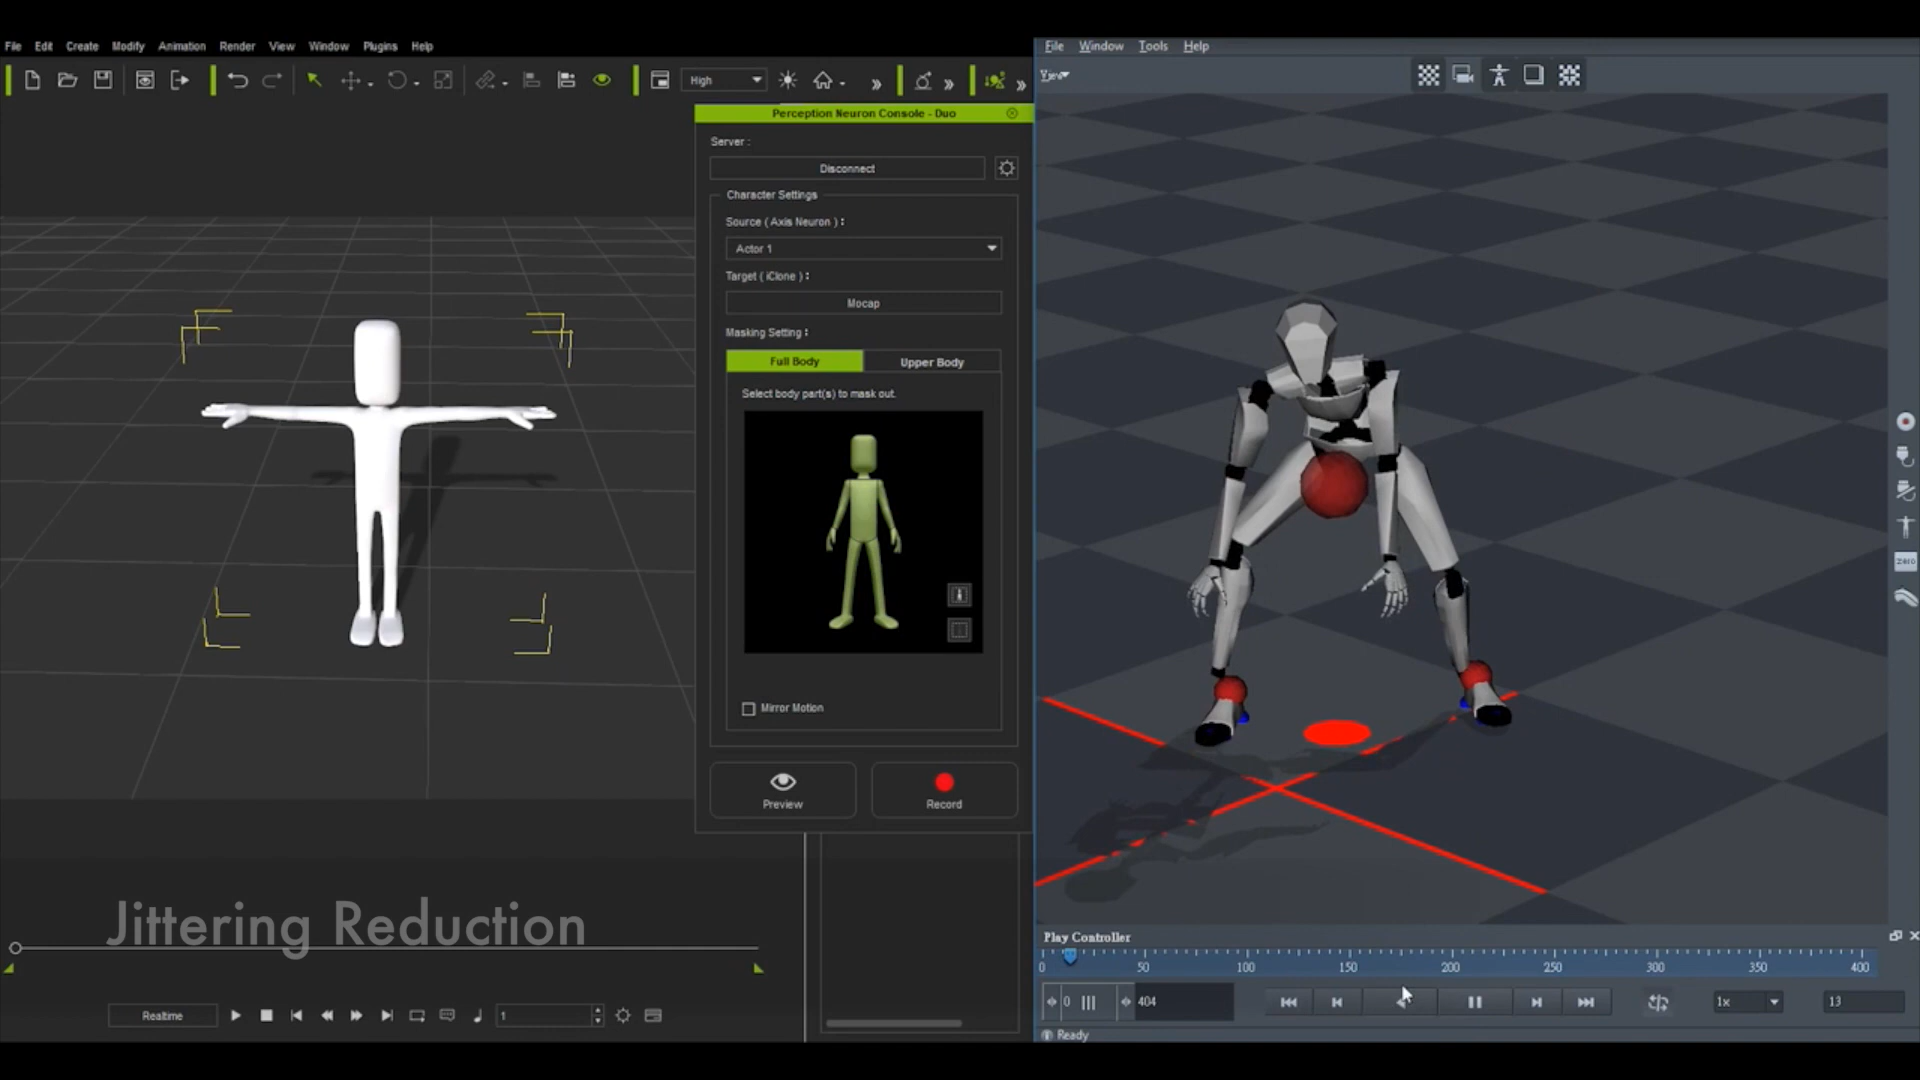 File Edit Create Modify Animation Render View Window Plugins Help
High
Perception Neuron Console - Duo
Server :
Disconnect
Character Settings
Source ( Axis Neuron ) :
Actor 1
Target ( iClone ) :
Mocap
Masking Setting :
Full Body Upper Body
Select body part(s) to mask out.
Mirror Motion
Preview Record
Jittering Reduction
Realtime
1
File Window Tools Help
View
zero
Play Controller
0 50 100 150 200 250 300 350 400
0 404 1x 13
Ready